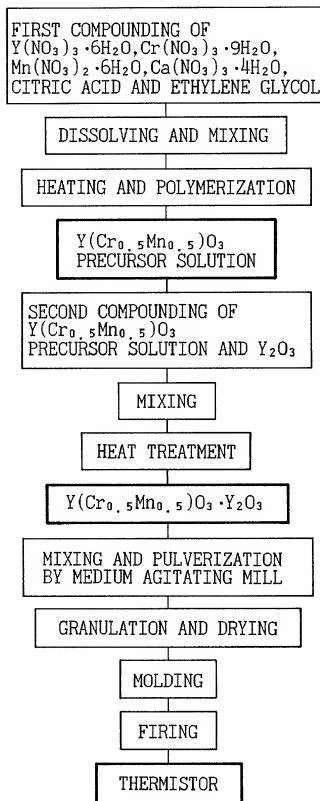 FIRST COMPOUNDING OF
Y(NO₃)₃·6H₂O,Cr(NO₃)₃·9H₂O,
Mn(NO₃)₂·6H₂O,Ca(NO₃)₃·4H₂O,
CITRIC ACID AND ETHYLENE GLYCOL
DISSOLVING AND MIXING
HEATING AND POLYMERIZATION
Y(Cr₀.₅Mn₀.₅)O₃
PRECURSOR SOLUTION
SECOND COMPOUNDING OF
Y(Cr₀.₅Mn₀.₅)O₃
PRECURSOR SOLUTION AND Y₂O₃
MIXING
HEAT TREATMENT
Y(Cr₀.₅Mn₀.₅)O₃·Y₂O₃
MIXING AND PULVERIZATION
BY MEDIUM AGITATING MILL
GRANULATION AND DRYING
MOLDING
FIRING
THERMISTOR